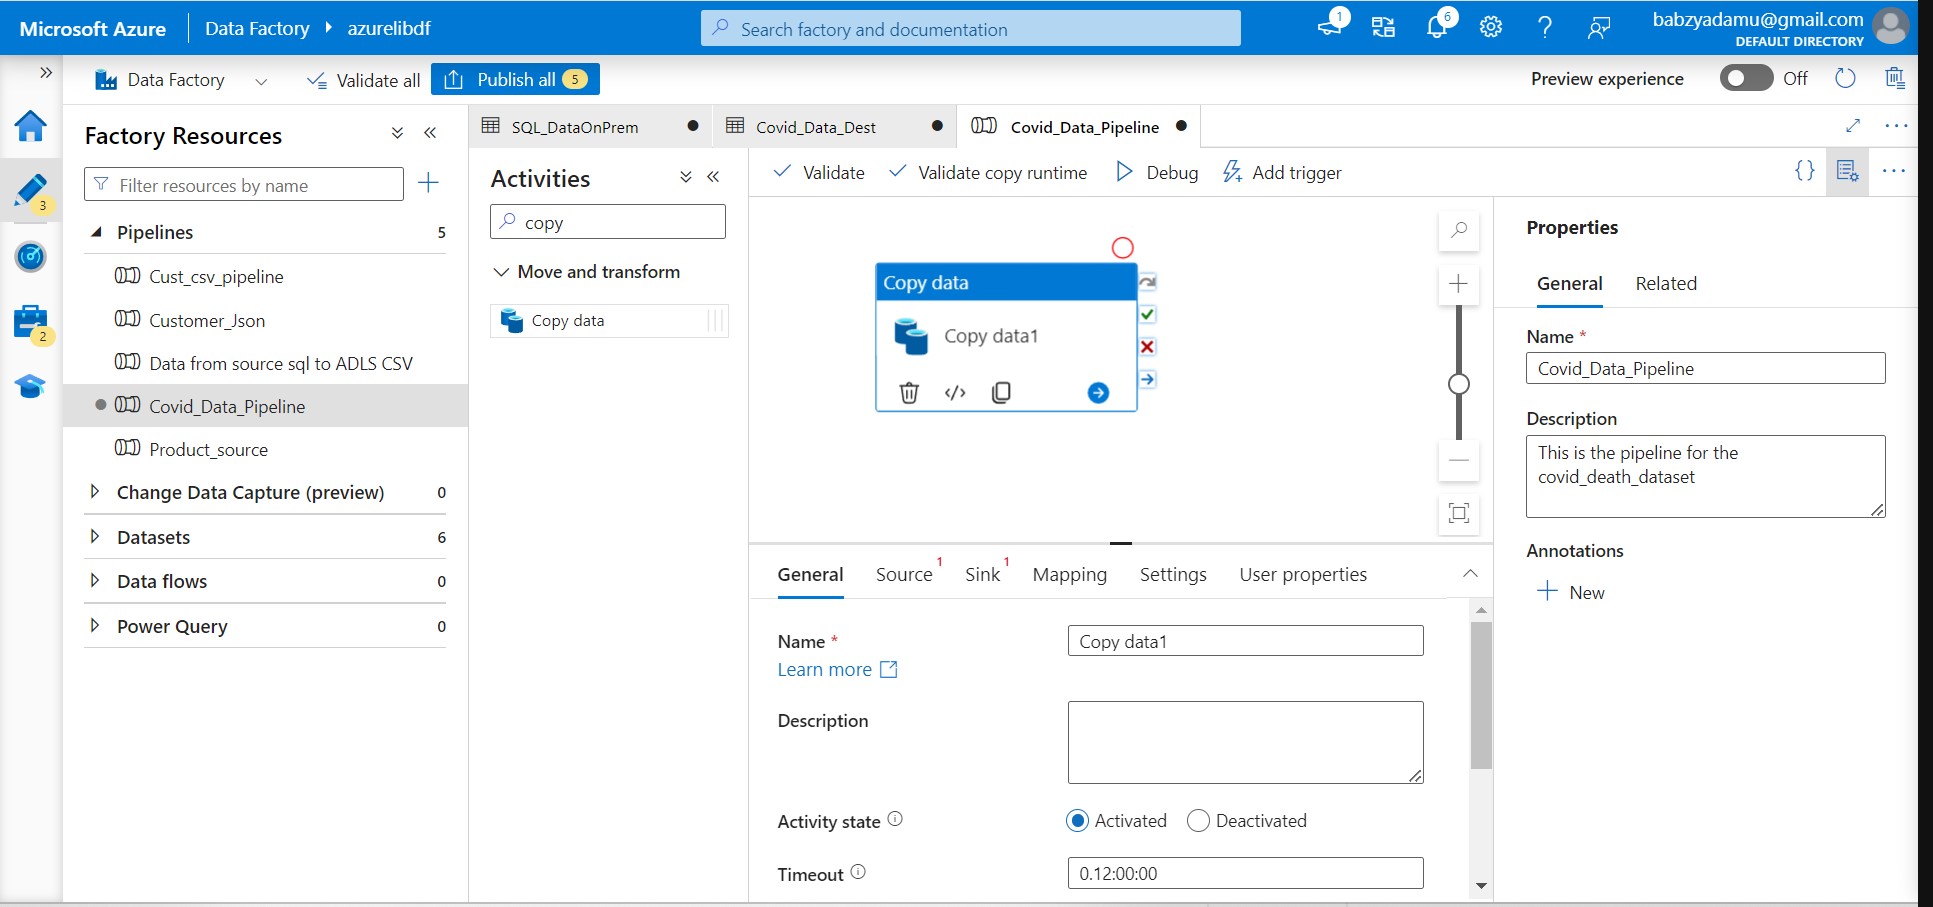 Microsoft Azure
Data Factory
azurelibdf
Search factory and documentation
1
6
babzyadamu@gmail.com
DEFAULT DIRECTORY
Data Factory
Validate all
Publish all 5
Preview experience
Off
3
2
Factory Resources
Filter resources by name
Pipelines 5
Cust_csv_pipeline
Customer_Json
Data from source sql to ADLS CSV
Covid_Data_Pipeline
Product_source
Change Data Capture (preview) 0
Datasets 6
Data flows 0
Power Query 0
SQL_DataOnPrem
Covid_Data_Dest
Covid_Data_Pipeline
Activities
copy
Move and transform
Copy data
Validate
Validate copy runtime
Debug
Add trigger
Copy data
Copy data1
General
Source 1
Sink 1
Mapping
Settings
User properties
Name *
Copy data1
Learn more
Description
Activity state
Activated
Deactivated
Timeout
0.12:00:00
Properties
General
Related
Name *
Covid_Data_Pipeline
Description
This is the pipeline for the
covid_death_dataset
Annotations
New